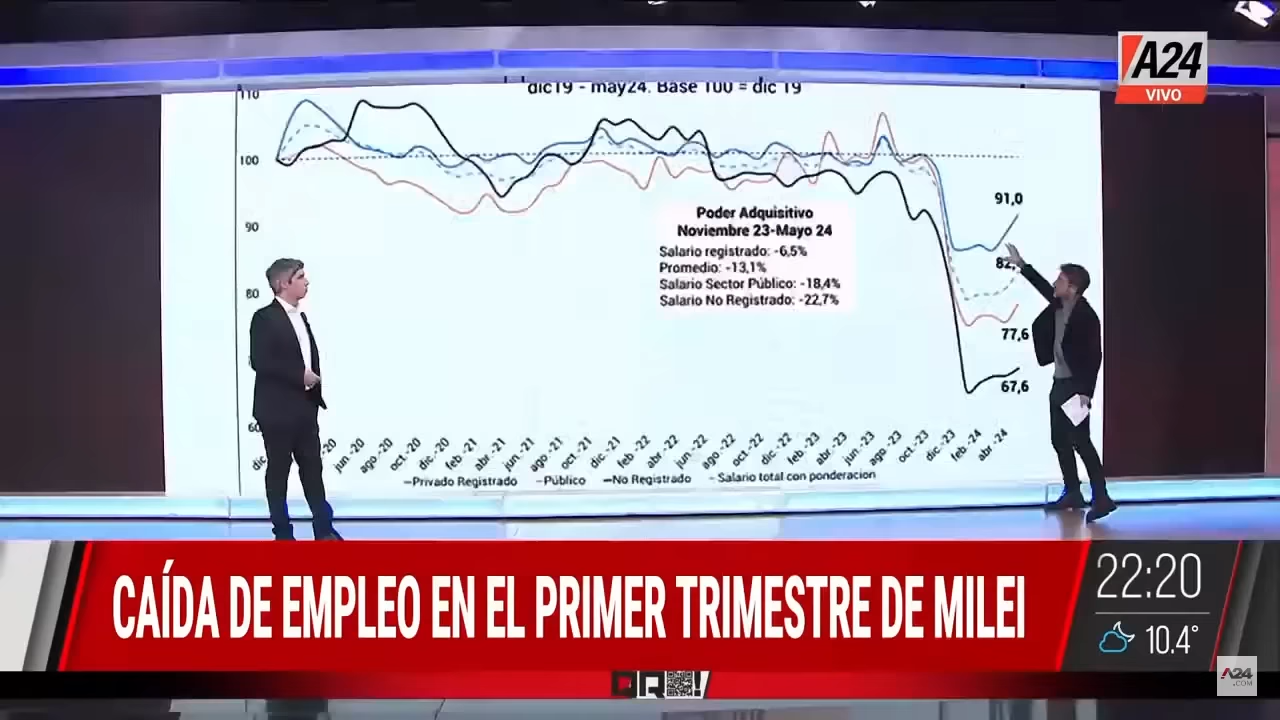 A24
VIVO
dic19 - may24. Base 100 = dic 19
110
100
90
80
60
91,0
82,
77,6
67,6
Poder Adquisitivo
Noviembre 23-Mayo 24
Salario registrado: -6,5%
Promedio: -13,1%
Salario Sector Público: -18,4%
Salario No Registrado: -22,7%
dic -20 jun.-20 ago.-20 oct.-20 dic.-20 feb.-21 abr.-21 jun.-21 ago.-21 oct.-21 dic.-21 feb.-22 abr.-22 jun.-22 ago.-22 oct.-22 dic.-22 feb.-23 abr.-23 jun.-23 ago.-23 oct.-23 dic.-23 feb.-24 abr.-24
Privado Registrado Público No Registrado Salario total con ponderacion
CAÍDA DE EMPLEO EN EL PRIMER TRIMESTRE DE MILEI
22:20
10.4°
A24
.COM